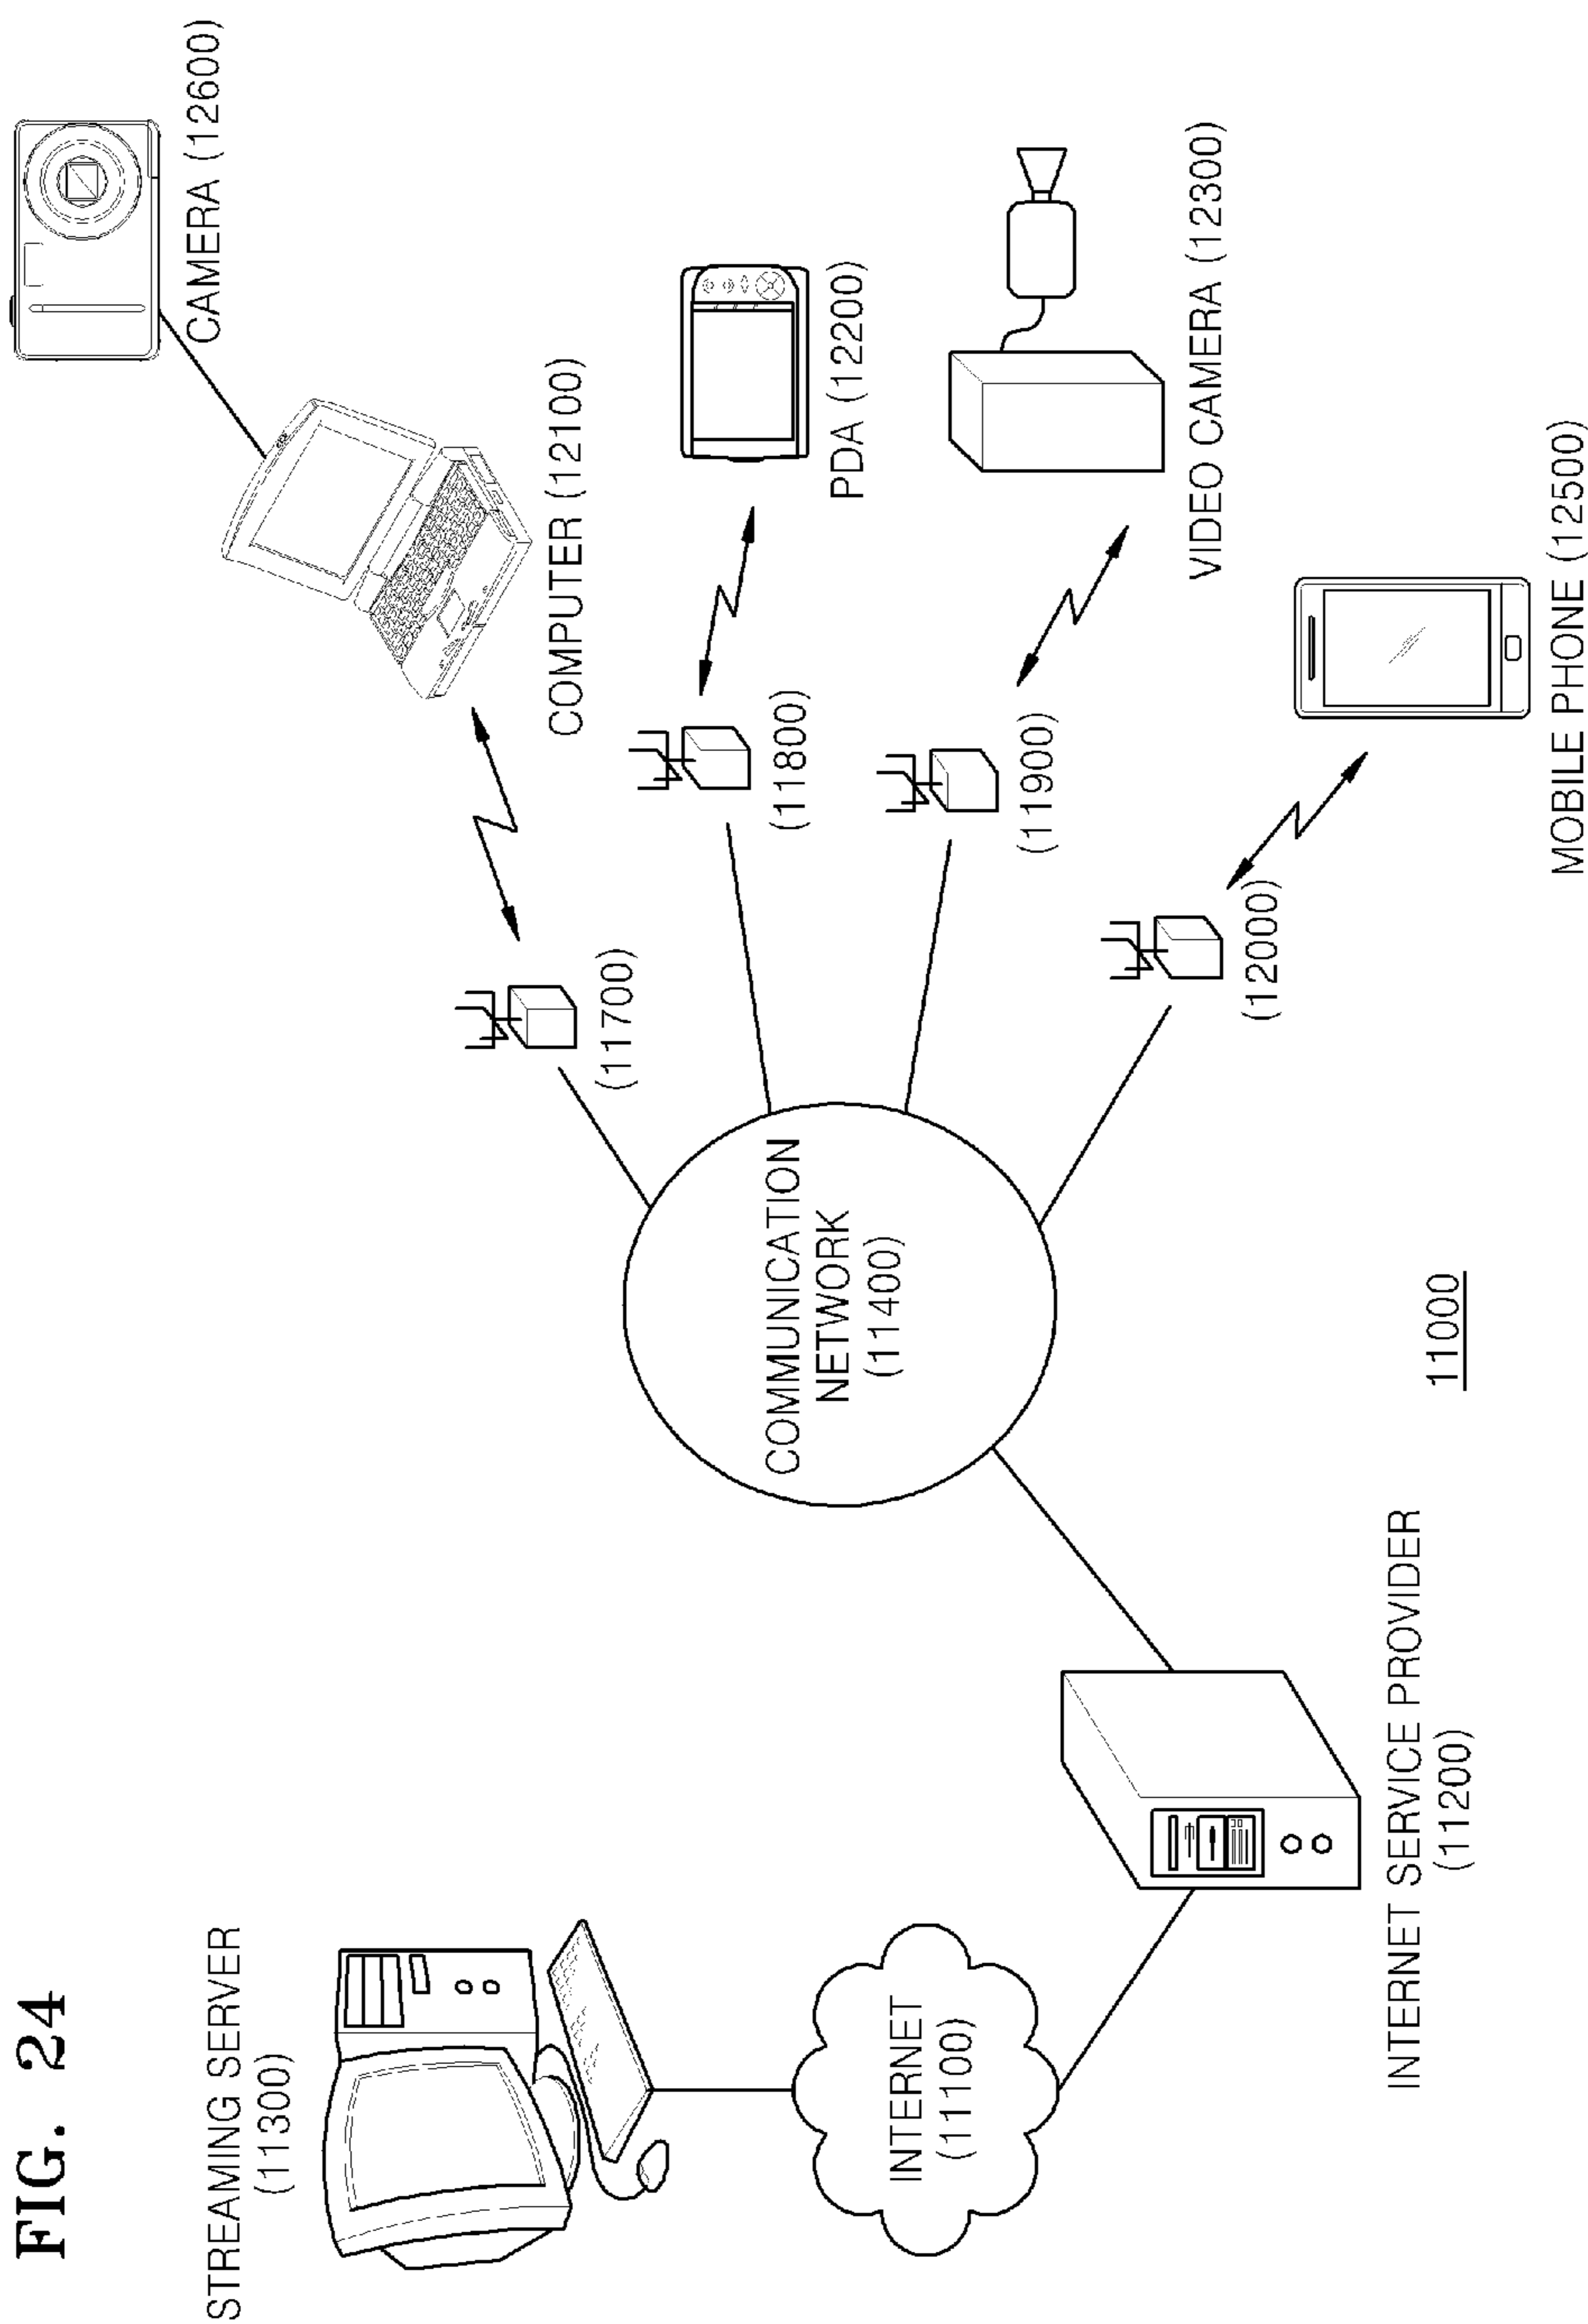 FIG. 24
STREAMING SERVER
(11300)
INTERNET
(11100)
INTERNET SERVICE PROVIDER
(11200)
COMMUNICATION
NETWORK
(11400)
11000
(11700)
(11800)
(11900)
(12000)
CAMERA (12600)
COMPUTER (12100)
PDA (12200)
VIDEO CAMERA (12300)
MOBILE PHONE (12500)